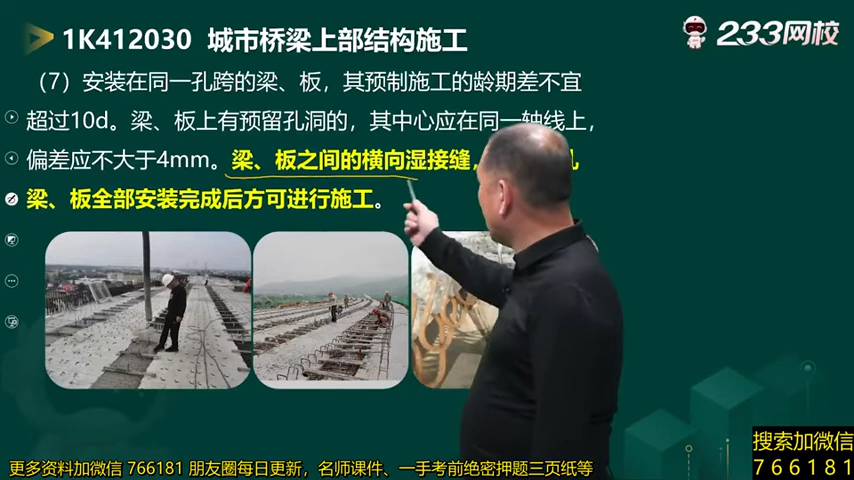 1K412030 城市桥梁上部结构施工
233网校
（7）安装在同一孔跨的梁、板，其预制施工的龄期差不宜
超过10d。梁、板上有预留孔洞的，其中心应在同一轴线上，
偏差应不大于4mm。梁、板之间的横向湿接缝，
梁、板全部安装完成后方可进行施工。
更多资料加微信 766181 朋友圈每日更新，名师课件、一手考前绝密押题三页纸等
搜索加微信
766181